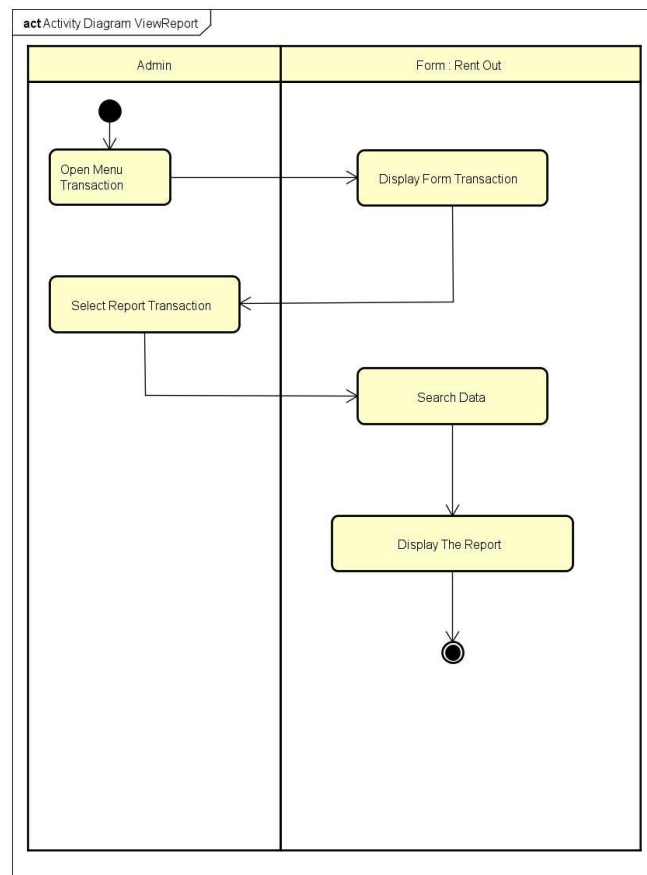 act Activity Diagram ViewReport
Admin
Form : Rent Out
Open Menu
Transaction
Display Form Transaction
Select Report Transaction
Search Data
Display The Report